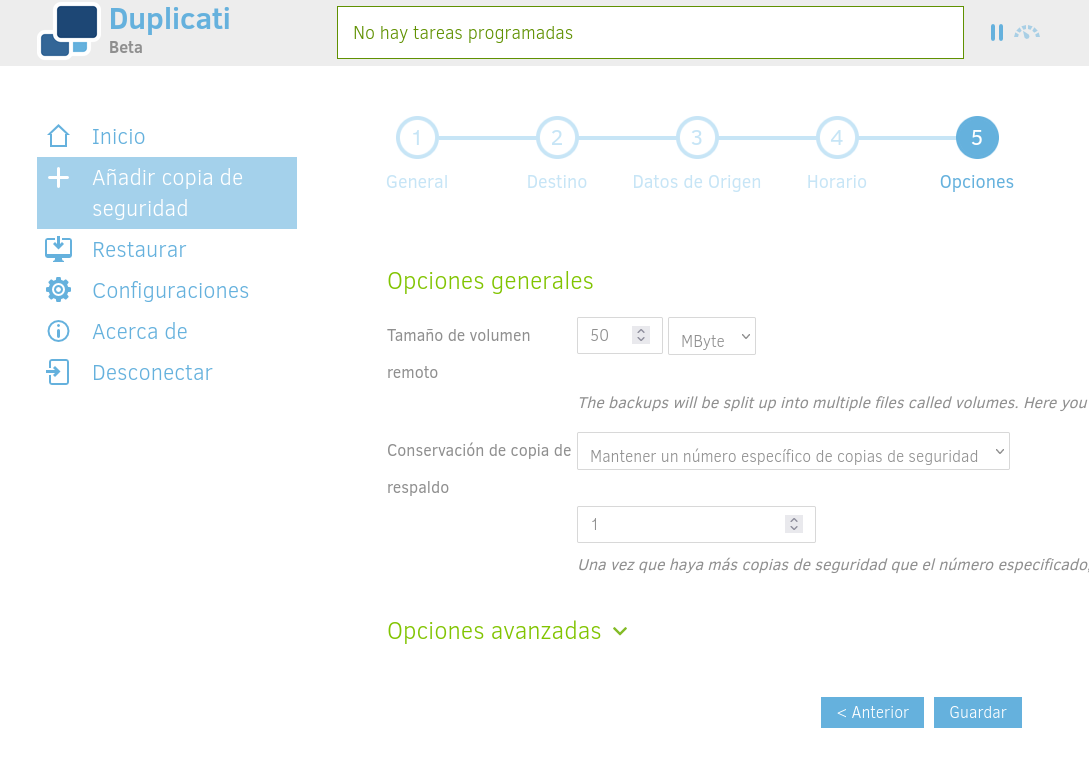 Duplicati
Beta
No hay tareas programadas
Inicio
Añadir copia de
seguridad
Restaurar
Configuraciones
Acerca de
Desconectar
1
2
3
4
5
General
Destino
Datos de Origen
Horario
Opciones
Opciones generales
Tamaño de volumen
remoto
50
MByte
The backups will be split up into multiple files called volumes. Here you
Conservación de copia de
respaldo
Mantener un número específico de copias de seguridad
1
Una vez que haya más copias de seguridad que el número especificado,
Opciones avanzadas
< Anterior
Guardar